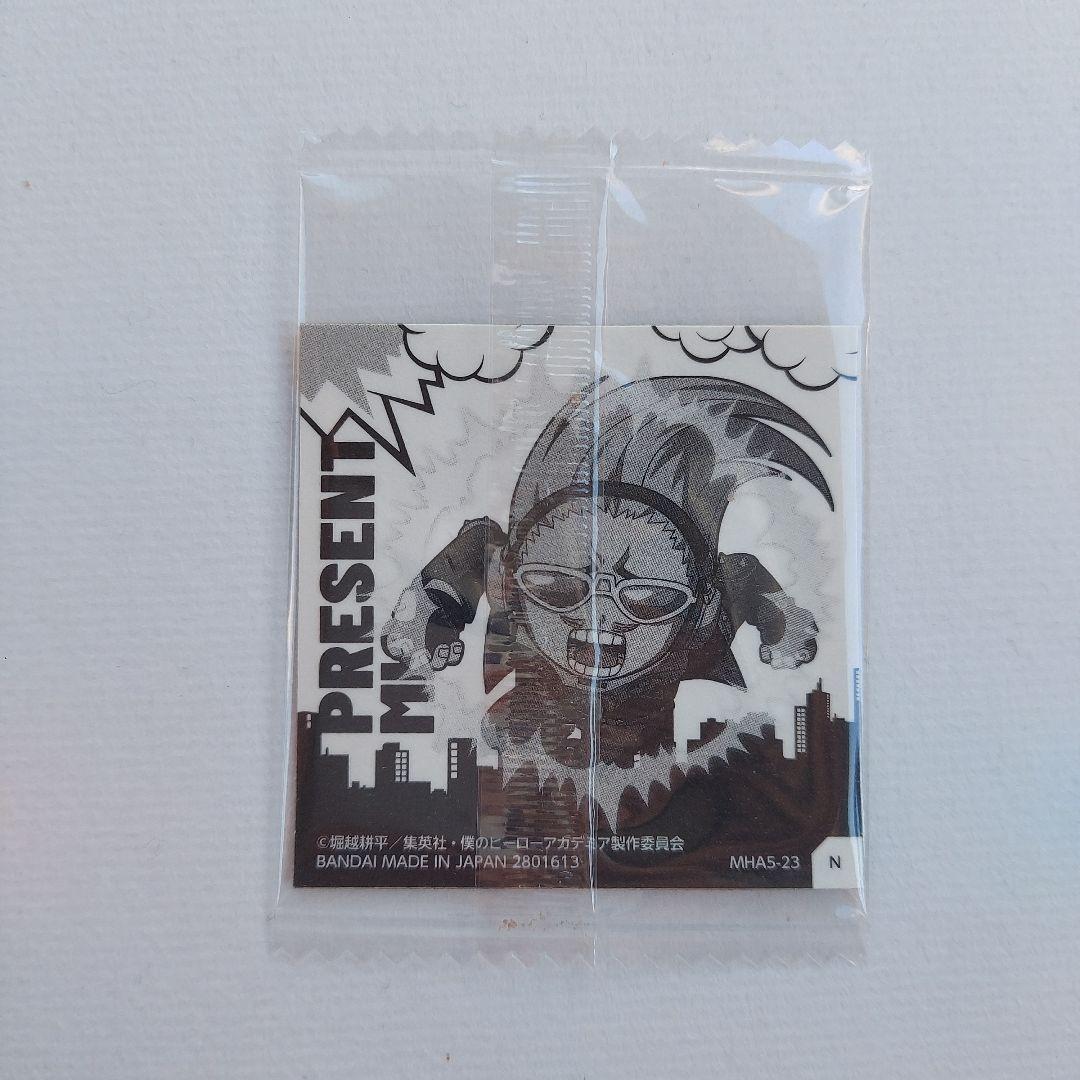 PRESENT
©堀越耕平／集英社・僕のヒーローアカデミア製作委員会
BANDAI MADE IN JAPAN 2801613
MHA5-23
N